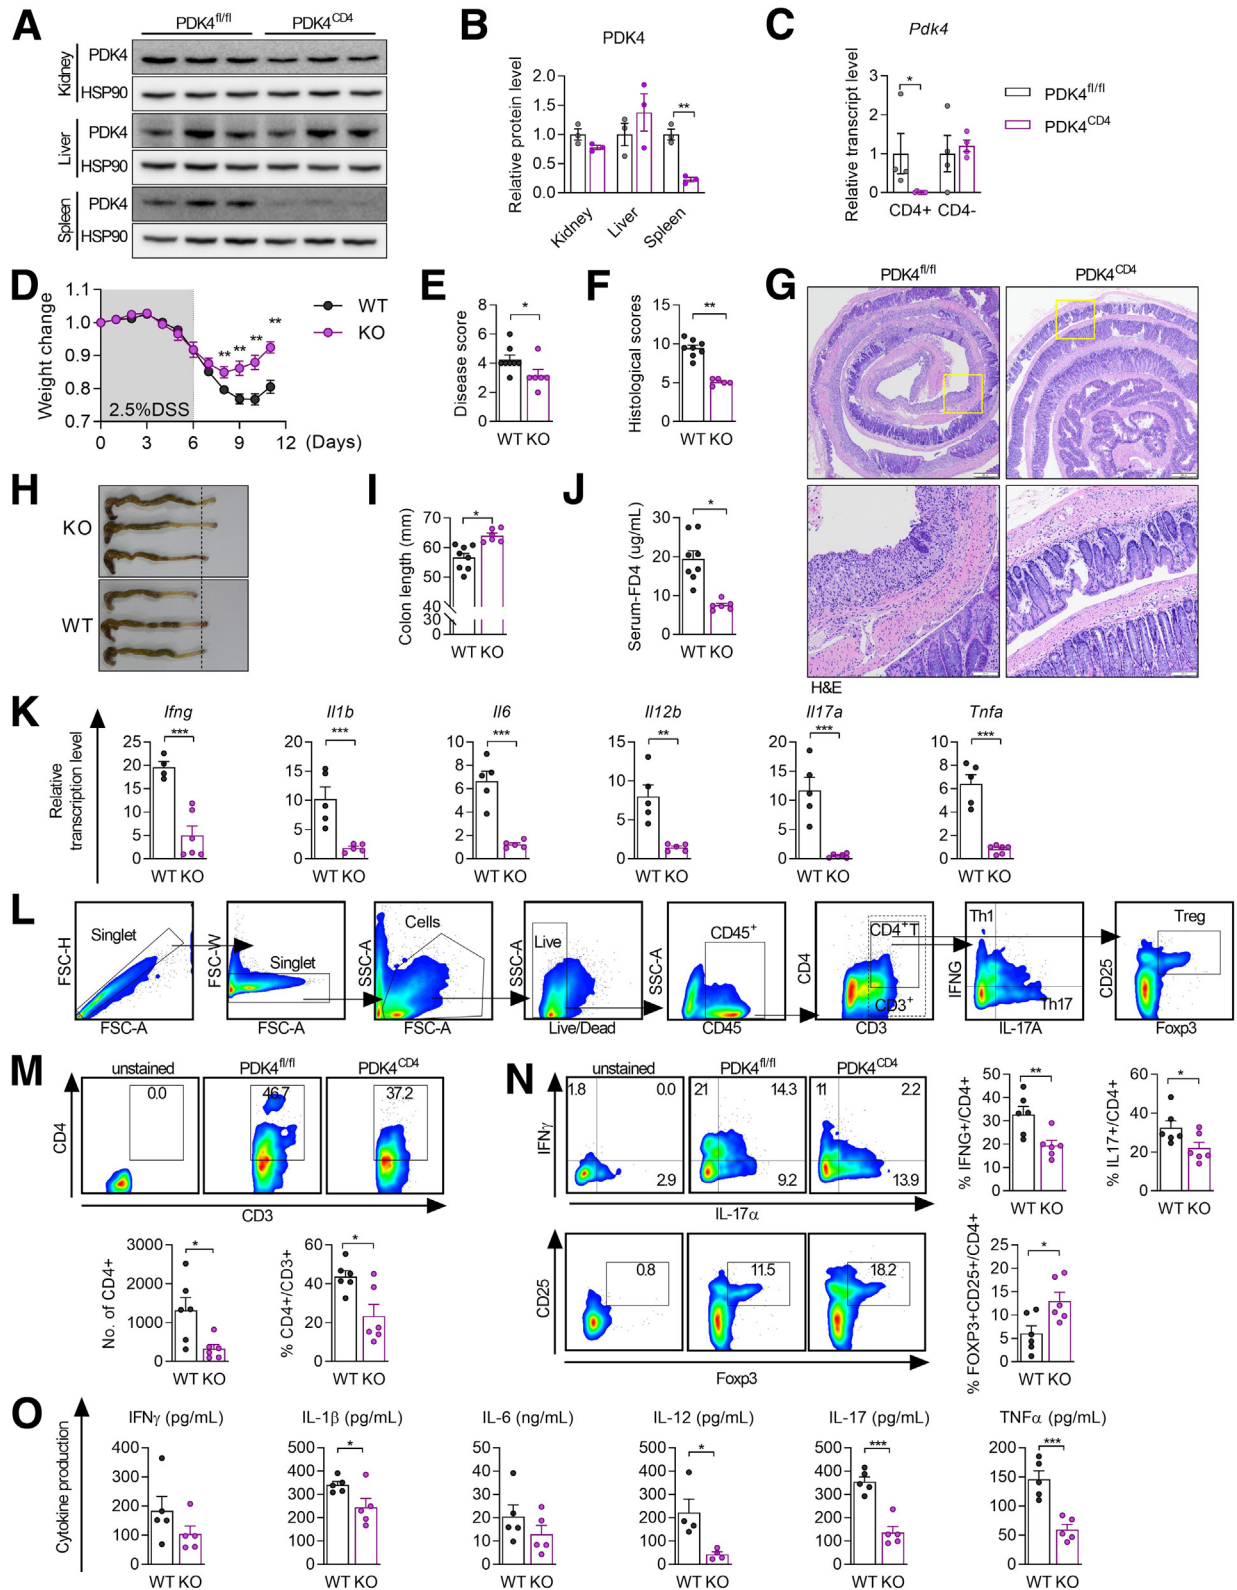 A
PDK4fl/fl PDK4CD4
Kidney
PDK4
HSP90
Liver
PDK4
HSP90
Spleen
PDK4
HSP90
B
PDK4
Relative protein level
2.0
1.5
1.0
0.5
0.0
Kidney Liver Spleen
**
C
Pdk4
Relative transcript level
3
2
1
0
*
CD4+ CD4-
PDK4fl/fl
PDK4CD4
D
Weight change
1.1
1.0
0.9
0.8
0.7
2.5%DSS
0 3 6 9 12 (Days)
WT
KO
** ** ** **
E
Disease score
8
6
4
2
0
*
WT KO
F
Histological scores
15
10
5
0
**
WT KO
G
PDK4fl/fl PDK4CD4
H&E
H
KO
WT
I
Colon length (mm)
70
60
50
40
30
0
*
WT KO
J
Serum-FD4 (ug/mL)
30
20
10
0
*
WT KO
K
Relative
transcription level
Ifng
25
20
15
10
5
0
***
WT KO
Il1b
20
15
10
5
0
***
WT KO
Il6
10
8
6
4
2
0
***
WT KO
Il12b
15
10
5
0
**
WT KO
Il17a
20
15
10
5
0
***
WT KO
Tnfa
10
8
6
4
2
0
***
WT KO
L
FSC-H
Singlet
FSC-A
FSC-W
Singlet
FSC-A
SSC-A
Cells
FSC-A
SSC-A
Live
Live/Dead
SSC-A
CD45+
CD45
CD4
CD4+T
CD3+
CD3
IFNG
Th1
Th17
IL-17A
CD25
Treg
Foxp3
M
unstained PDK4fl/fl PDK4CD4
CD4
0.0 46.7 37.2
CD3
No. of CD4+
3000
2000
1000
0
*
WT KO
% CD4+/CD3+
60
40
20
0
*
WT KO
N
unstained PDK4fl/fl PDK4CD4
IFNγ
1.8 0.0 21 14.3 11 2.2
2.9 9.2 13.9
IL-17α
% IFNG+/CD4+
50
40
30
20
10
0
**
WT KO
% IL17+/CD4+
60
40
20
0
*
WT KO
CD25
0.8 11.5 18.2
Foxp3
% FOXP3+CD25+/CD4+
25
20
15
10
5
0
*
WT KO
O
Cytokine production
IFNγ (pg/mL)
400
300
200
100
0
WT KO
IL-1β (pg/mL)
500
400
300
200
100
0
*
WT KO
IL-6 (ng/mL)
50
40
30
20
10
0
WT KO
IL-12 (pg/mL)
500
400
300
200
100
0
*
WT KO
IL-17 (pg/mL)
500
400
300
200
100
0
***
WT KO
TNFα (pg/mL)
200
150
100
50
0
***
WT KO